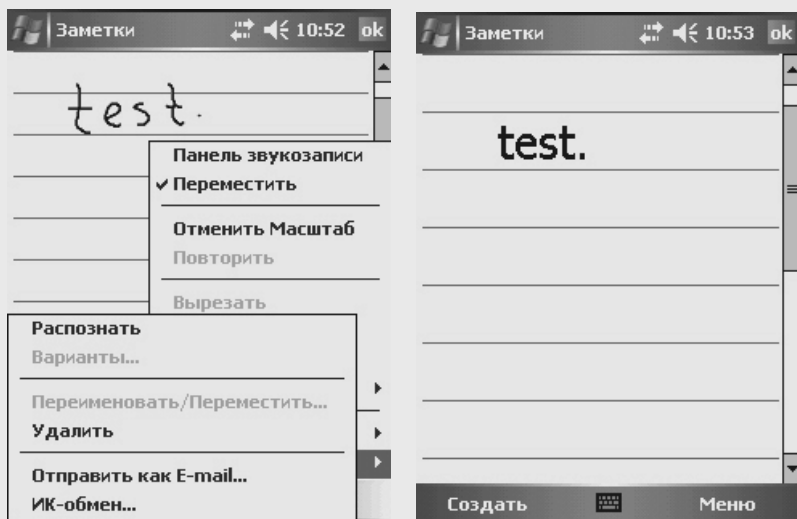 Заметки 10:52 ok
test.
Панель звукозаписи
Переместить
Отменить Масштаб
Повторить
Вырезать
Распознать
Варианты...
Переименовать/Переместить...
Удалить
Отправить как E-mail...
ИК-обмен...
Заметки 10:53 ok
test.
Создать Меню